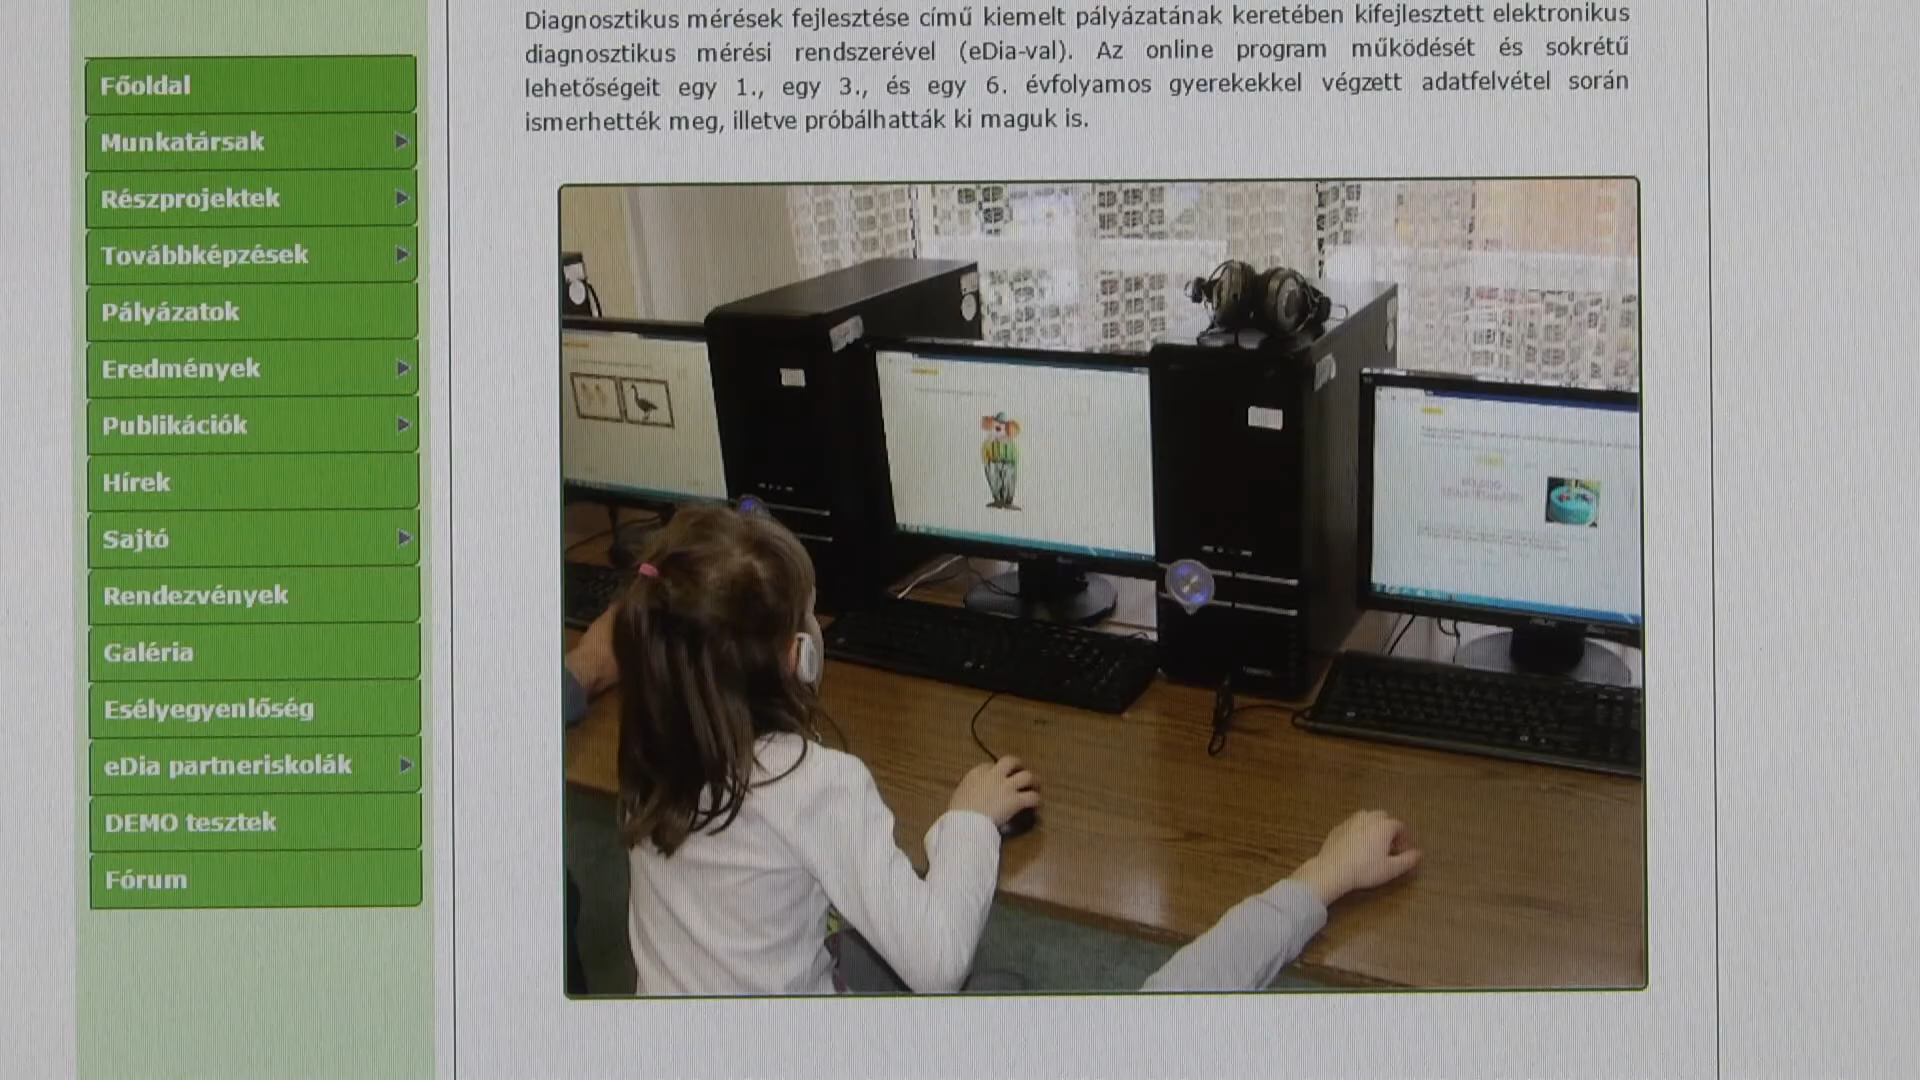 Diagnosztikus mérések fejlesztése című kiemelt pályázatának keretében kifejlesztett elektronikus
diagnosztikus mérési rendszerével (eDia-val). Az online program működését és sokrétű
lehetőségeit egy 1., egy 3., és egy 6. évfolyamos gyerekekkel végzett adatfelvétel során
ismerhették meg, illetve próbálhatták ki maguk is.
Főoldal
Munkatársak
Részprojektek
Továbbképzések
Pályázatok
Eredmények
Publikációk
Hírek
Sajtó
Rendezvények
Galéria
Esélyegyenlőség
eDia partneriskolák
DEMO tesztek
Fórum